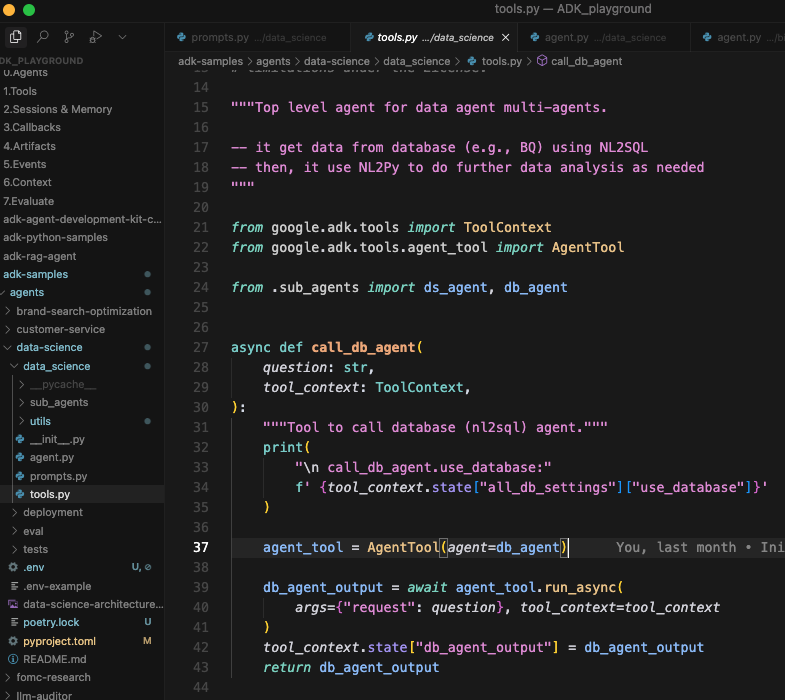 tools.py — ADK_playground
prompts.py .../data_science
tools.py .../data_science
agent.py .../data_science
agent.py .../b
adk-samples > agents > data-science > data_science > tools.py > call_db_agent
ADK_PLAYGROUND
0.Agents
1.Tools
2.Sessions & Memory
3.Callbacks
4.Artifacts
5.Events
6.Context
7.Evaluate
adk-agent-development-kit-c...
adk-python-samples
adk-rag-agent
adk-samples
agents
brand-search-optimization
customer-service
data-science
data_science
__pycache__
sub_agents
utils
__init__.py
agent.py
prompts.py
tools.py
deployment
eval
tests
.env U,
.env-example
data-science-architecture...
poetry.lock U
pyproject.toml M
README.md
fomc-research
llm-auditor
13 # limitations under the License.
14
15 """Top level agent for data agent multi-agents.
16
17 -- it get data from database (e.g., BQ) using NL2SQL
18 -- then, it use NL2Py to do further data analysis as needed
19 """
20
21 from google.adk.tools import ToolContext
22 from google.adk.tools.agent_tool import AgentTool
23
24 from .sub_agents import ds_agent, db_agent
25
26
27 async def call_db_agent(
28 question: str,
29 tool_context: ToolContext,
30 ):
31 """Tool to call database (nl2sql) agent."""
32 print(
33 "\n call_db_agent.use_database:"
34 f' {tool_context.state["all_db_settings"]["use_database"]}'
35 )
36
37 agent_tool = AgentTool(agent=db_agent) You, last month • Ini
38
39 db_agent_output = await agent_tool.run_async(
40 args={"request": question}, tool_context=tool_context
41 )
42 tool_context.state["db_agent_output"] = db_agent_output
43 return db_agent_output
44